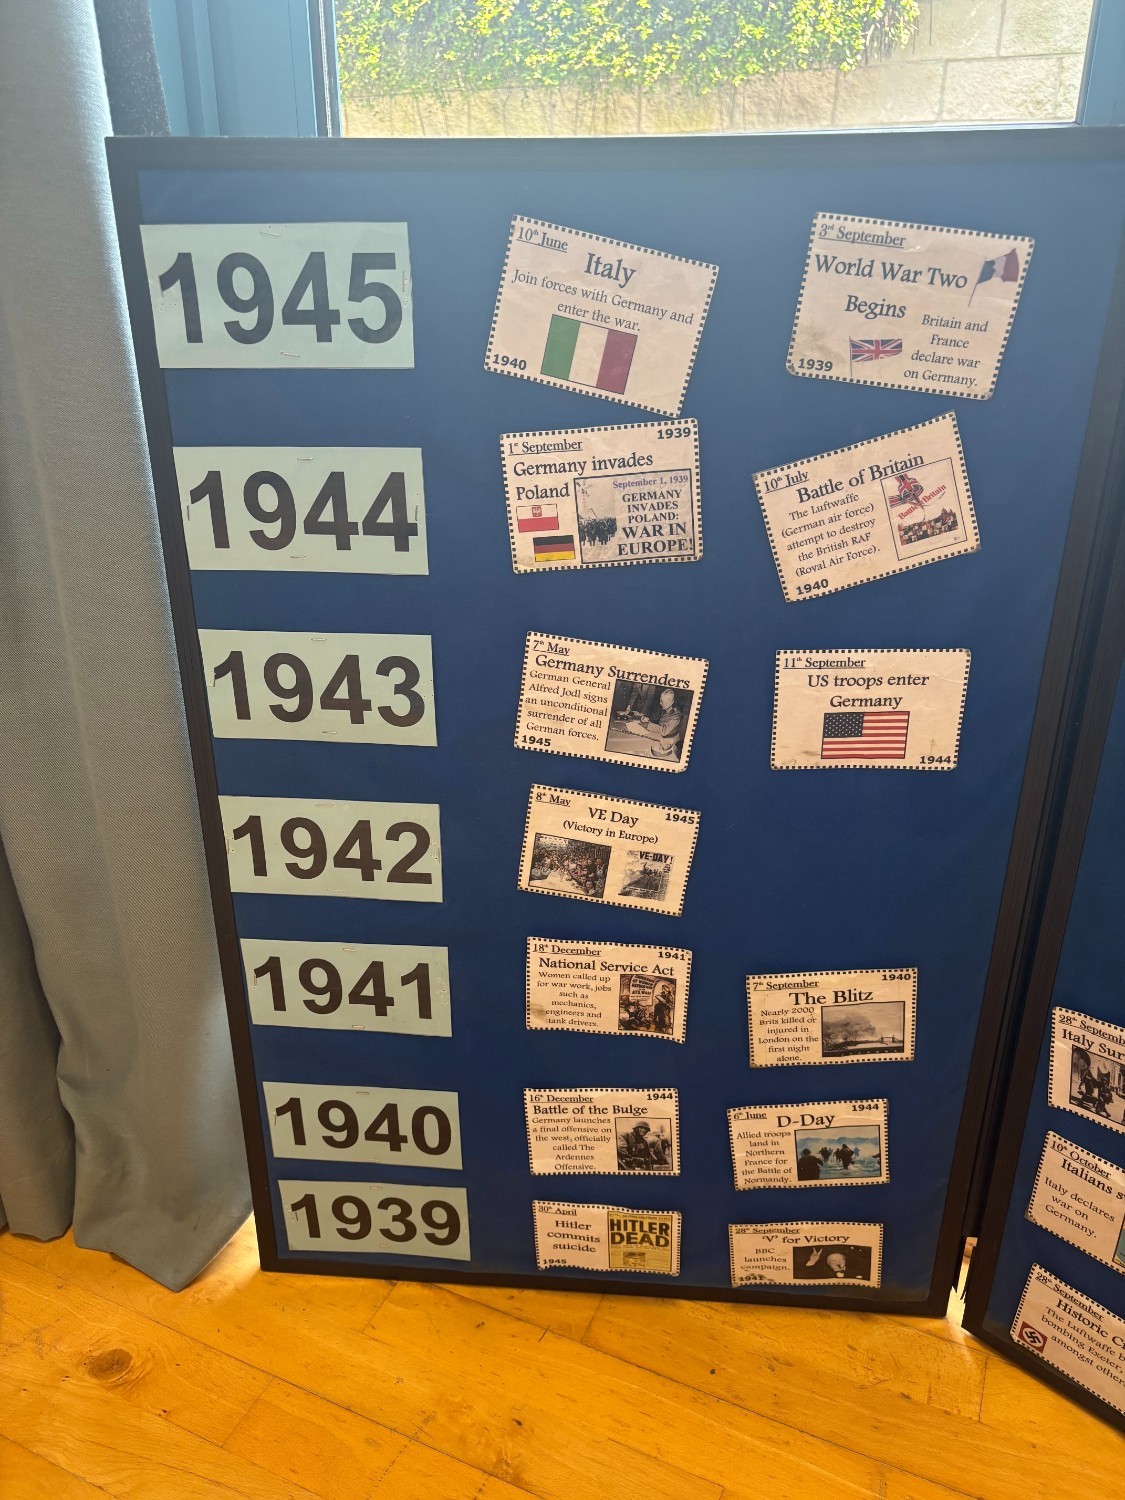 1945
1944
1943
1942
1941
1940
1939
10th June
Italy
Join forces with Germany and
enter the war.
1940
3rd September
World War Two
Begins
Britain and
France
declare war
on Germany.
1939
1939
1st September
Germany invades
Poland
September 1, 1939
GERMANY
INVADES
POLAND:
WAR IN
EUROPE!
10th July
Battle of Britain
The Luftwaffe
(German air force)
attempt to destroy
the British RAF
(Royal Air Force).
1940
Battle of Britain
7th May
Germany Surrenders
German General
Alfred Jodl signs
an unconditional
surrender of all
German forces.
1945
11th September
US troops enter
Germany
1944
8th May
1945
VE Day
(Victory in Europe)
VE-DAY!
18th December
1941
National Service Act
Women called up
for war work, jobs
such as
mechanics,
engineers and
tank drivers.
1940
7th September
The Blitz
Nearly 2000
Brits killed or
injured in
London on the
first night
alone.
16th December
1944
Battle of the Bulge
Germany launches
a final offensive on
the west, officially
called The
Ardennes
Offensive.
1944
6th June
D-Day
Allied troops
land in
Northern
France for
the Battle of
Normandy.
30th April
Hitler
commits
suicide
1945
HITLER
DEAD
28th September
'V' for Victory
BBC
launches
campaign.
1941
28th Septemb
Italy Sur
10th October
Italians s
Italy declares
war on
Germany.
28th September
Historic C
The Luftwaffe b
bombing Exeter,
amongst other